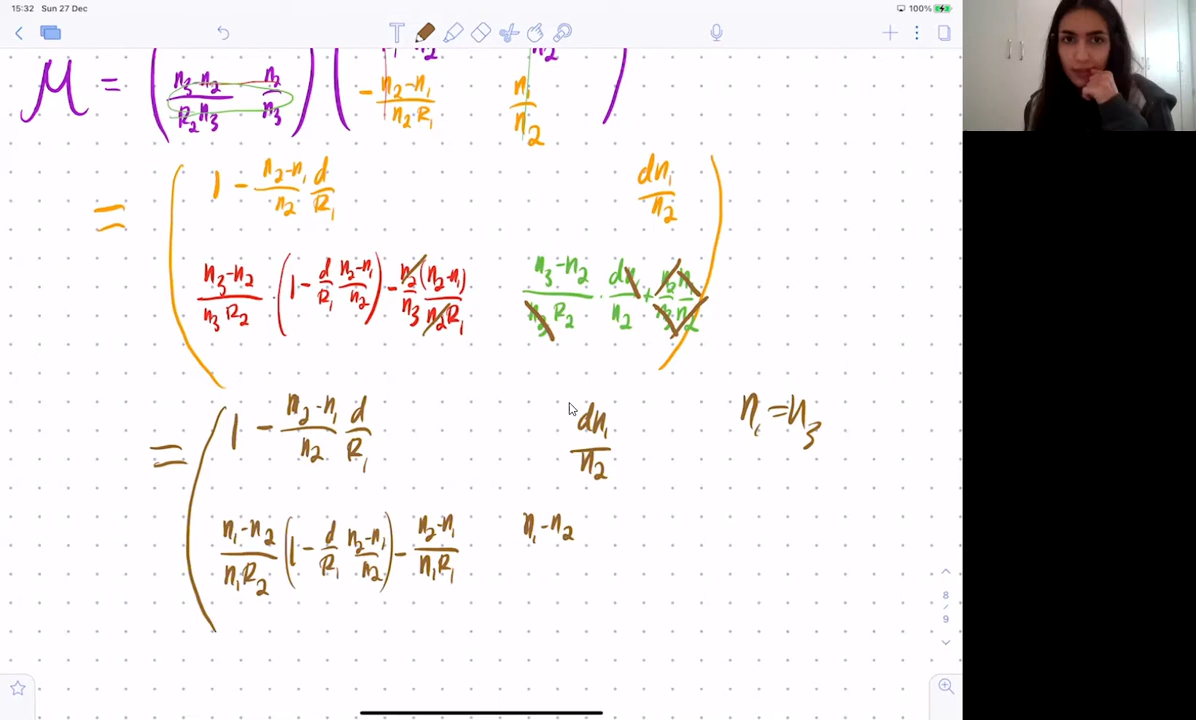 15:32 Sun 27 Dec 100%
M = ( n₃-n₂/R₂n₃ n₂/n₃ ) ( - n₂-n₁/n₂R₁ n₁/n₂ )
= ( 1 - n₂-n₁/n₂ d/R₁ dn₁/n₂
n₃-n₂/n₃R₂ · (1 - d/R₁ n₂-n₁/n₂) - n₂(n₂-n₁)/n₃ n₂R₁ n₃-n₂/n₃R₂ · dn₁/n₂ + n₂n₁/n₃n₂ )
= ( 1 - n₂-n₁/n₂ d/R₁ dn₁/n₂ n₁=n₃
n₁-n₂/n₁R₂ (1 - d/R₁ n₂-n₁/n₂) - n₂-n₁/n₁R₁ n₁-n₂
8
/
9